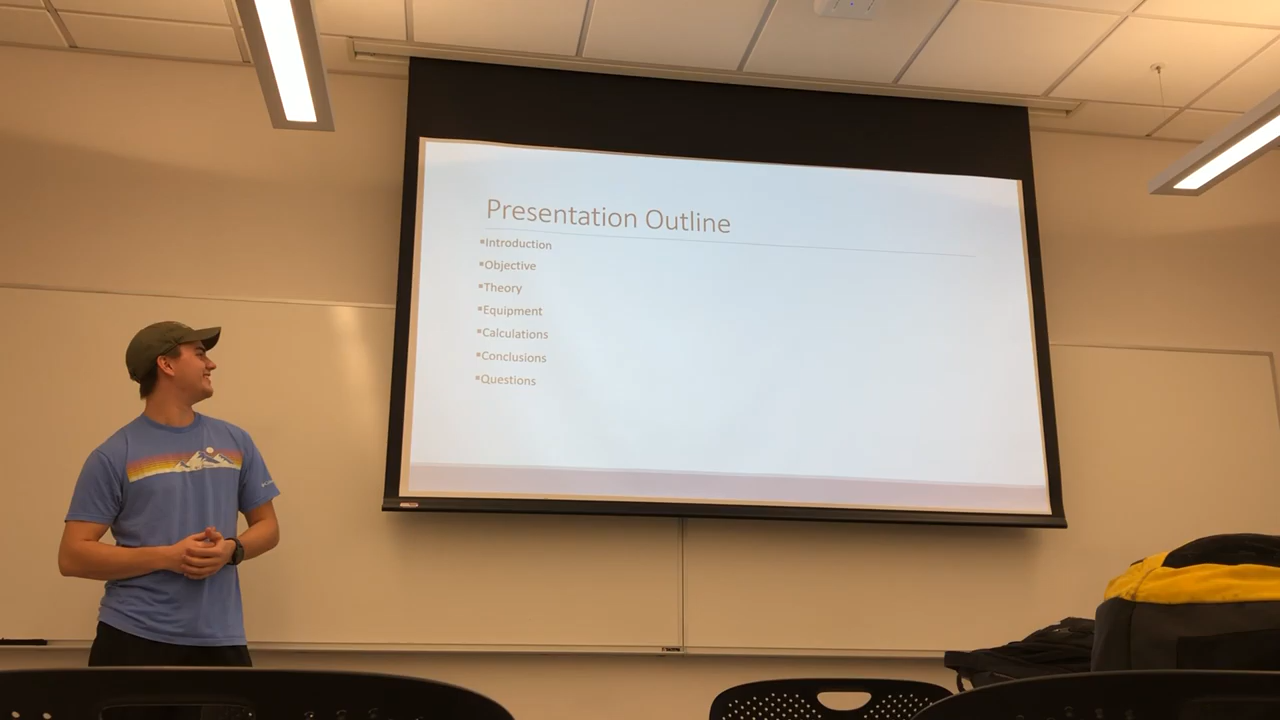 Presentation Outline
▪Introduction
▪Objective
▪Theory
▪Equipment
▪Calculations
▪Conclusions
▪Questions